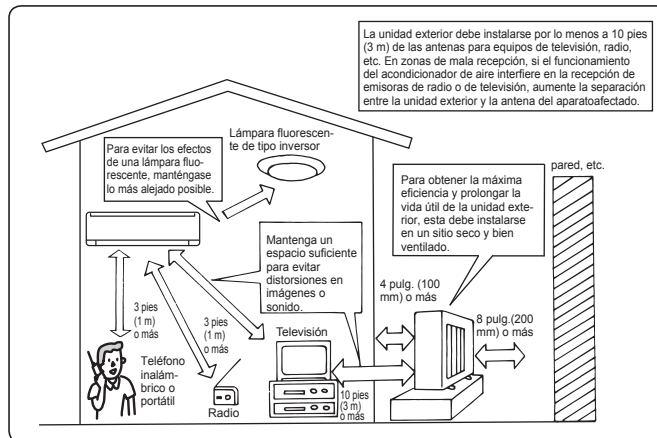 La unidad exterior debe instalarse por lo menos a 10 pies
(3 m) de las antenas para equipos de televisión, radio,
etc. En zonas de mala recepción, si el funcionamiento
del acondicionador de aire interfiere en la recepción de
emisoras de radio o de televisión, aumente la separación
entre la unidad exterior y la antena del aparatoafectado.
Lámpara fluorescen-
te de tipo inversor
Para evitar los efectos
de una lámpara fluo-
rescente, manténgase
lo más alejado posible.
Para obtener la máxima
eficiencia y prolongar la
vida útil de la unidad exte-
rior, esta debe instalarse
en un sitio seco y bien
ventilado.
pared, etc.
Mantenga un
espacio suficiente
para evitar
distorsiones en
imágenes o
sonido.
4 pulg. (100
mm) o más
8 pulg.(200
mm) o más
3 pies
(1 m)
o más
3 pies
(1 m)
o más
Televisión
Teléfono
inalám-
brico o
portátil
Radio
10 pies
(3 m)
o más